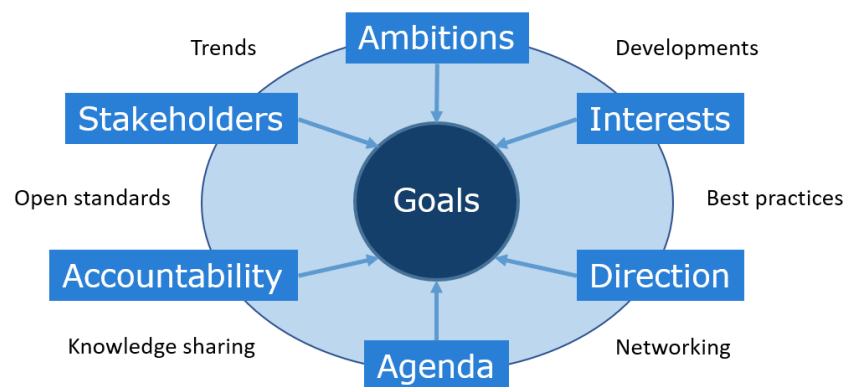 Ambitions
Trends
Developments
Stakeholders
Interests
Open standards
Goals
Best practices
Accountability
Direction
Knowledge sharing
Networking
Agenda